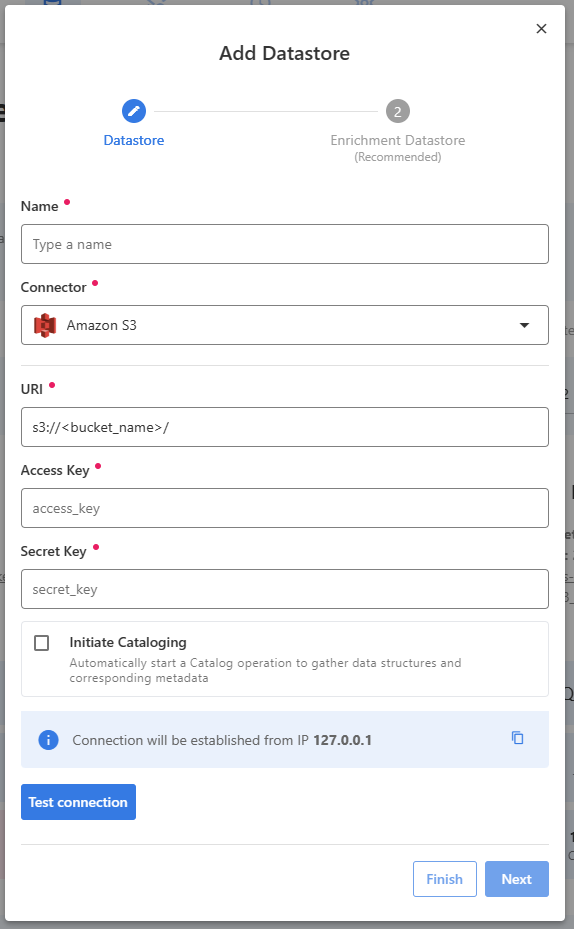 Add Datastore
Datastore
2
Enrichment Datastore
(Recommended)
Name
Type a name
Connector
Amazon S3
URI
s3://<bucket_name>/
Access Key
access_key
Secret Key
secret_key
Initiate Cataloging
Automatically start a Catalog operation to gather data structures and
corresponding metadata
Connection will be established from IP 127.0.0.1
Test connection
Finish
Next